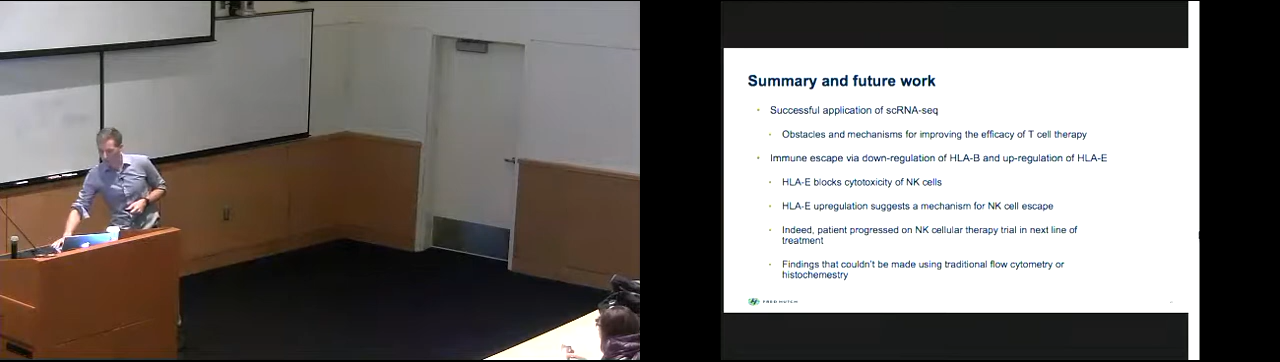 Summary and future work
• Successful application of scRNA-seq
• Obstacles and mechanisms for improving the efficacy of T cell therapy
• Immune escape via down-regulation of HLA-B and up-regulation of HLA-E
• HLA-E blocks cytotoxicity of NK cells
• HLA-E upregulation suggests a mechanism for NK cell escape
• Indeed, patient progressed on NK cellular therapy trial in next line of
treatment
• Findings that couldn't be made using traditional flow cytometry or
histochemestry
FRED HUTCH